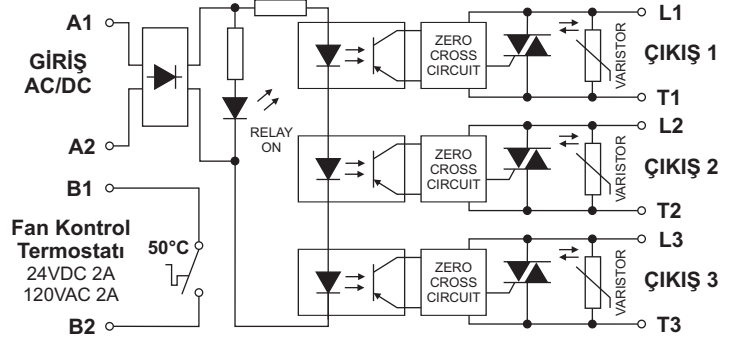 A1
GİRİŞ
AC/DC
A2
RELAY
ON
B1
Fan Kontrol
Termostatı
24VDC 2A
120VAC 2A
50°C
B2
ZERO
CROSS
CIRCUIT
VARISTOR
L1
ÇIKIŞ 1
T1
ZERO
CROSS
CIRCUIT
VARISTOR
L2
ÇIKIŞ 2
T2
ZERO
CROSS
CIRCUIT
VARISTOR
L3
ÇIKIŞ 3
T3